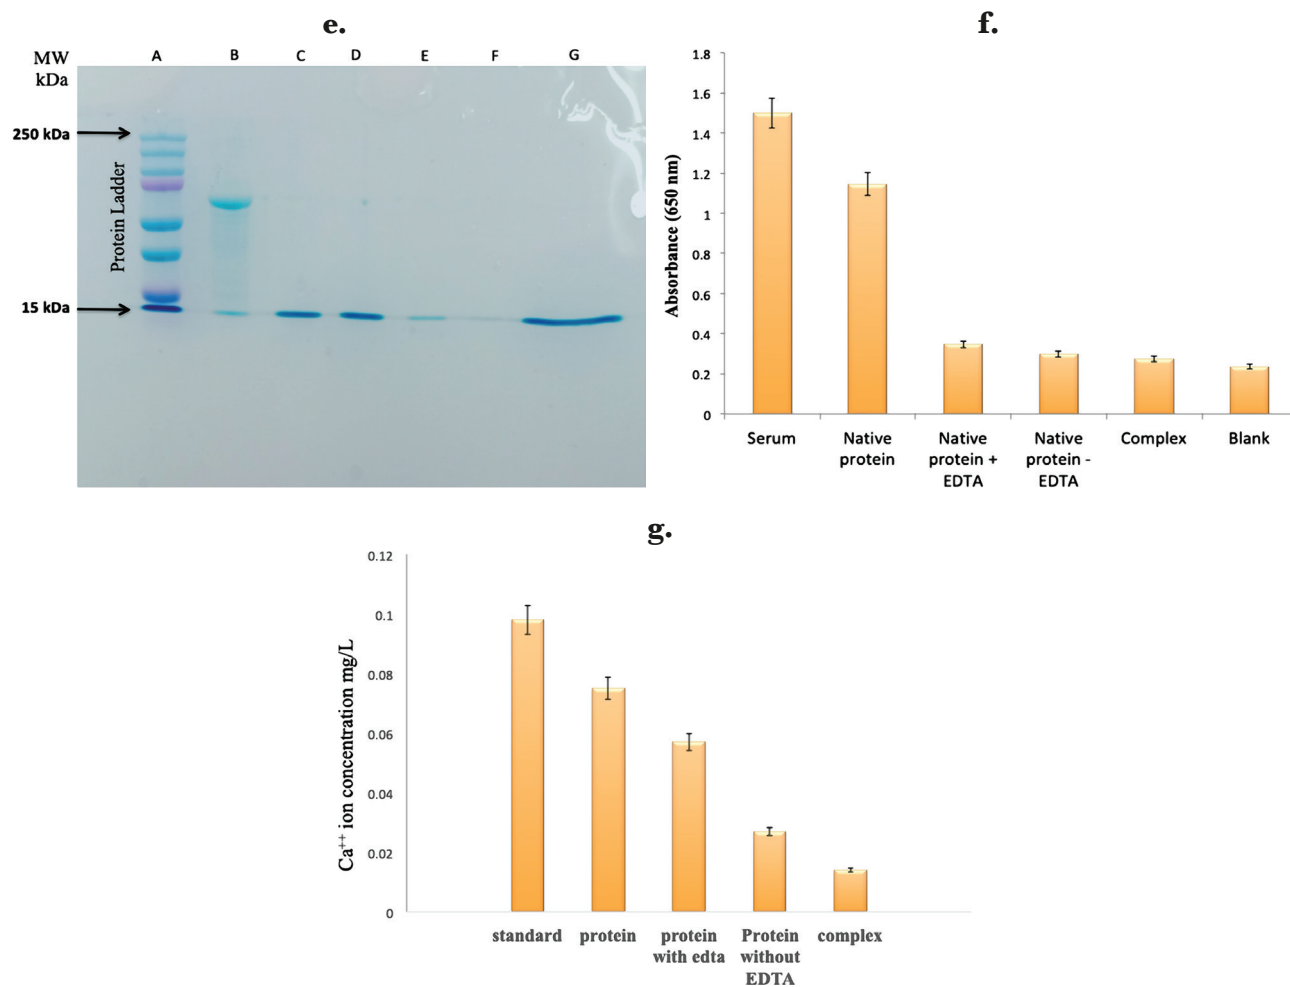 e.
MW
kDa
A B C D E F G
250 kDa
Protein Ladder
15 kDa
f.
Absorbance (650 nm)
1.8
1.6
1.4
1.2
1
0.8
0.6
0.4
0.2
0
Serum
Native
protein
Native
protein +
EDTA
Native
protein -
EDTA
Complex
Blank
g.
Ca++ ion concentration mg/L
0.12
0.1
0.08
0.06
0.04
0.02
0
standard
protein
protein
with edta
Protein
without
EDTA
complex